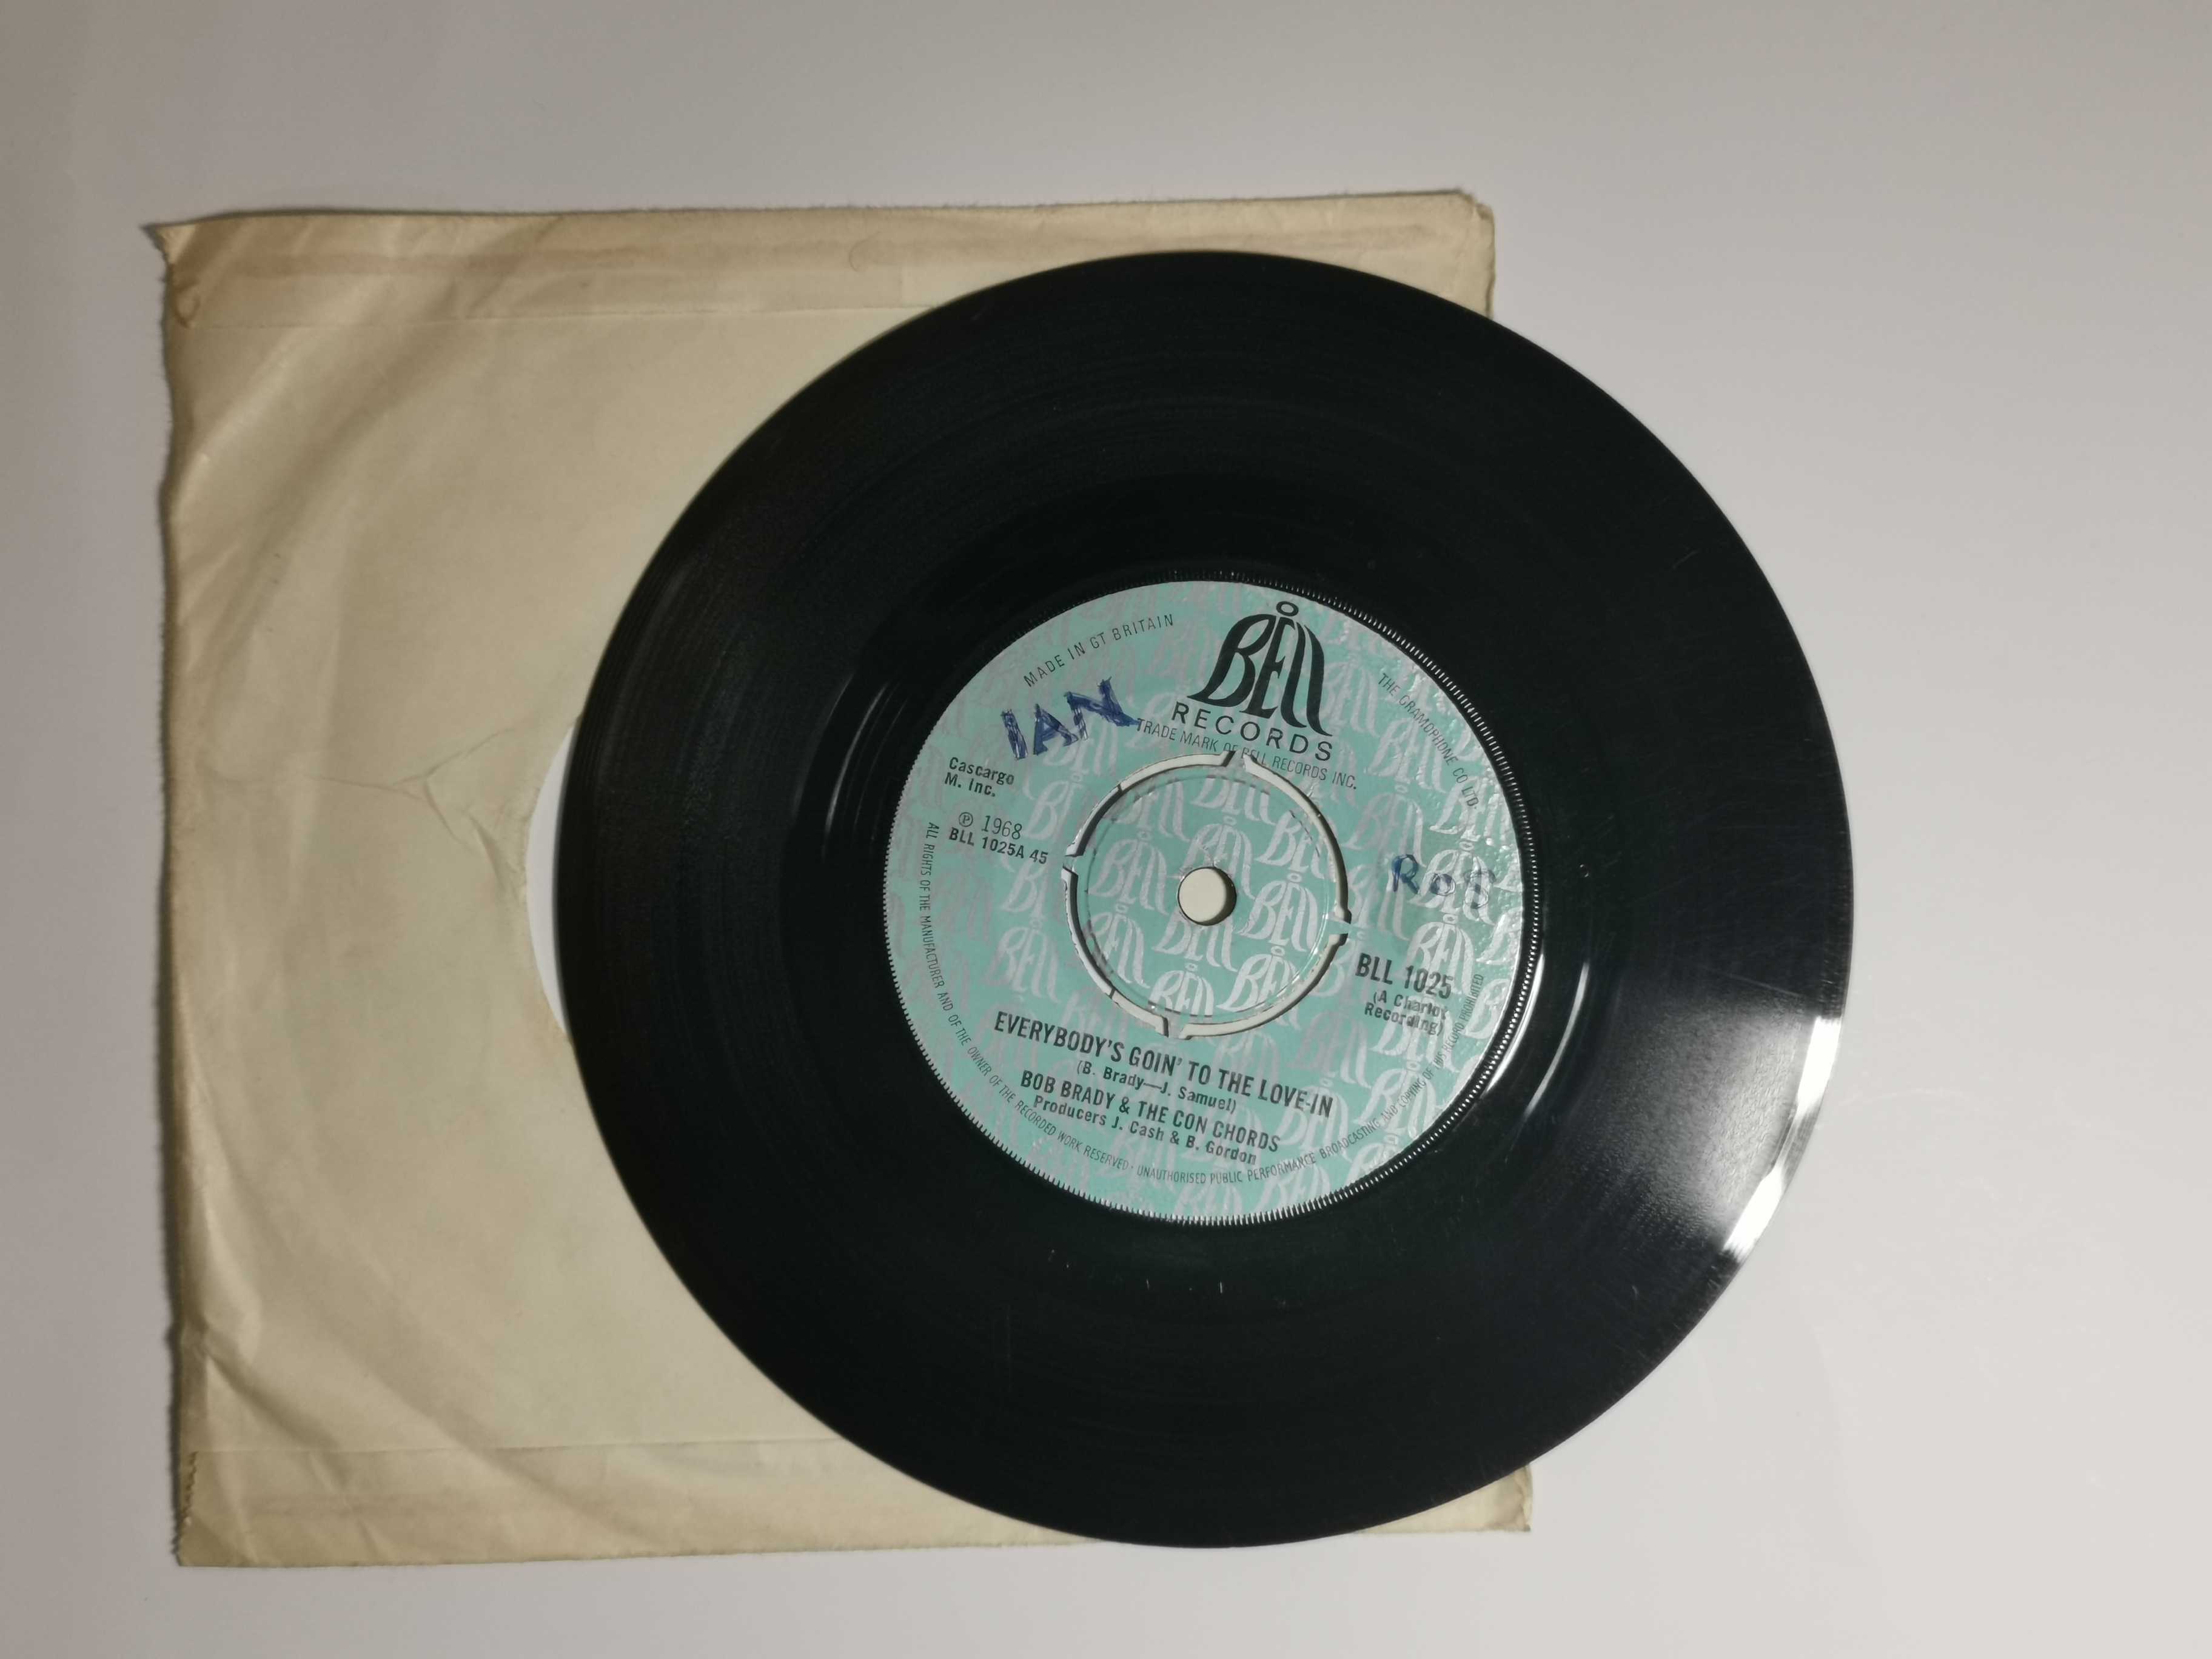 MADE IN GT BRITAIN
BELL
RECORDS
TRADE MARK OF BELL RECORDS INC.
THE GRAMOPHONE CO LTD.
IAN
Cascargo
M. Inc.
℗ 1968
BLL 1025A 45
BLL 1025
(A Chariot
Recording)
EVERYBODY'S GOIN' TO THE LOVE-IN
(B. Brady—J. Samuel)
BOB BRADY & THE CON CHORDS
Producers J. Cash & B. Gordon
ALL RIGHTS OF THE MANUFACTURER AND OF THE OWNER OF THE RECORDED WORK RESERVED · UNAUTHORISED PUBLIC PERFORMANCE BROADCASTING AND COPYING OF THIS RECORD PROHIBITED